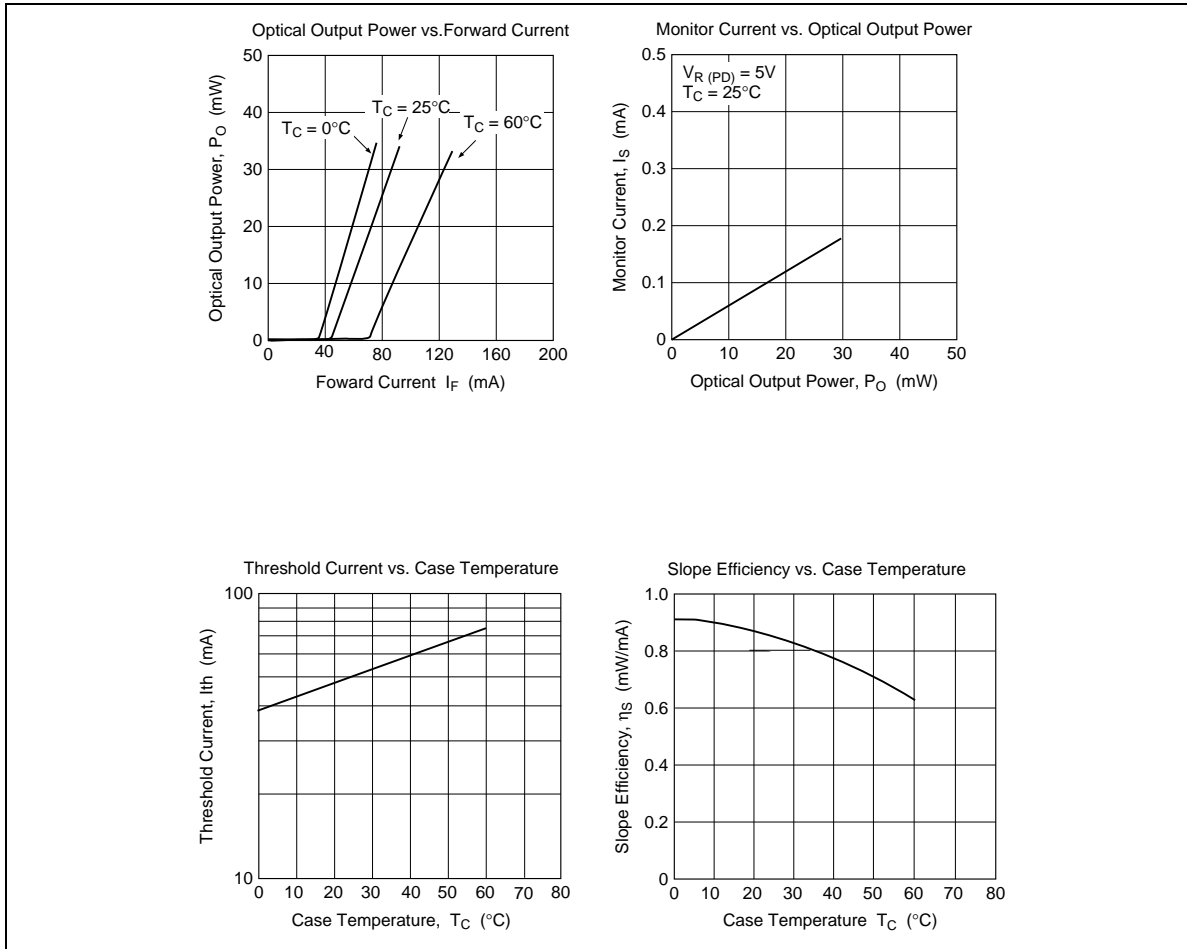 Optical Output Power vs.Forward Current
Optical Output Power, PO (mW)
50
40
30
20
10
0
TC = 0°C
TC = 25°C
TC = 60°C
0 40 80 120 160 200
Foward Current IF (mA)
Monitor Current vs. Optical Output Power
Monitor Current, IS (mA)
0.5
0.4
0.3
0.2
0.1
0
VR (PD) = 5V
TC = 25°C
0 10 20 30 40 50
Optical Output Power, PO (mW)
Threshold Current vs. Case Temperature
Threshold Current, Ith (mA)
100
10
0 10 20 30 40 50 60 70 80
Case Temperature, TC (°C)
Slope Efficiency vs. Case Temperature
Slope Efficiency, ηS (mW/mA)
1.0
0.8
0.6
0.4
0.2
0
0 10 20 30 40 50 60 70 80
Case Temperature TC (°C)